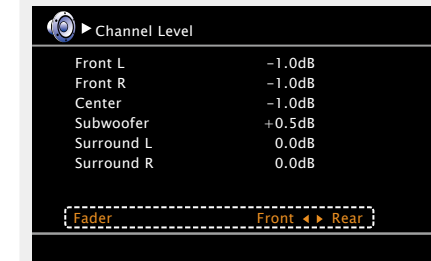 Channel Level
Front L −1.0dB
Front R −1.0dB
Center −1.0dB
Subwoofer +0.5dB
Surround L 0.0dB
Surround R 0.0dB
Fader Front ◂ ▸ Rear